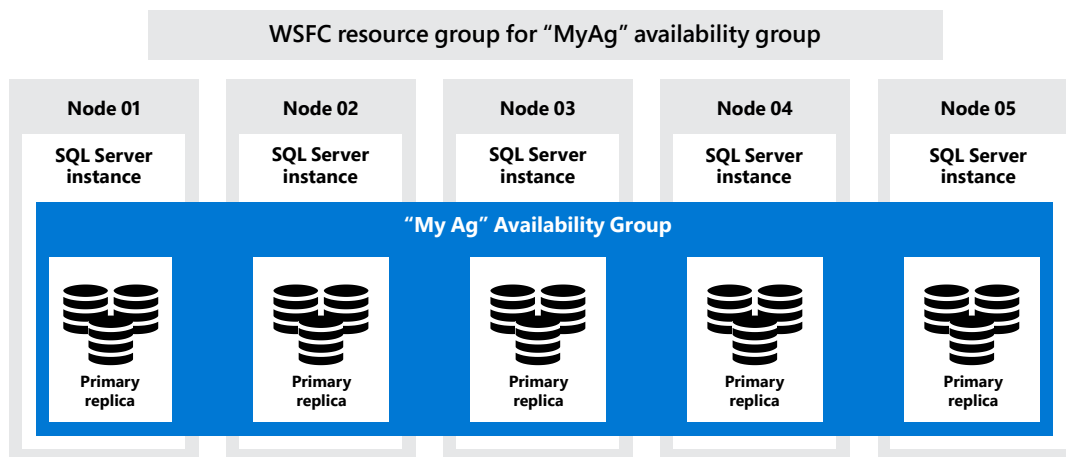 WSFC resource group for “MyAg” availability group
Node 01
SQL Server
instance
Node 02
SQL Server
instance
Node 03
SQL Server
instance
Node 04
SQL Server
instance
Node 05
SQL Server
instance
“My Ag” Availability Group
Primary
replica
Primary
replica
Primary
replica
Primary
replica
Primary
replica